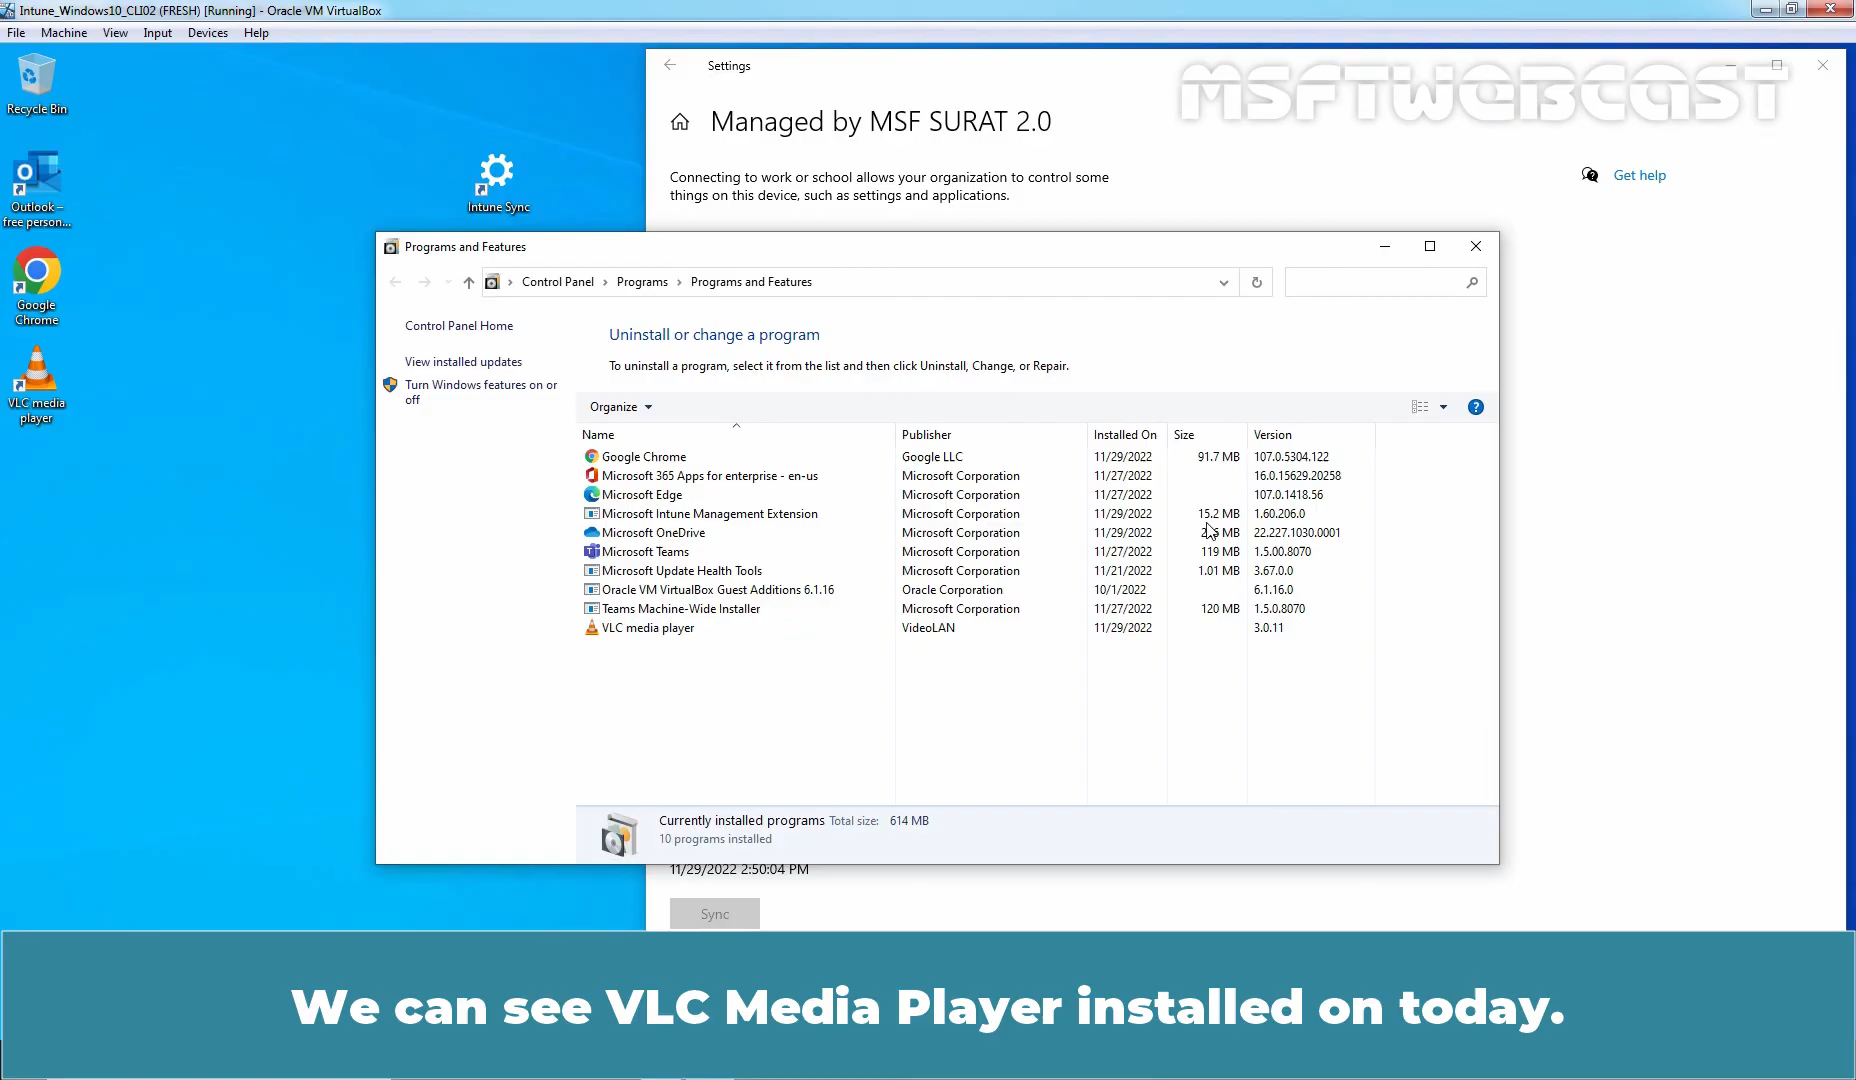 Intune_Windows10_CLI02 (FRESH) [Running] - Oracle VM VirtualBox
File Machine View Input Devices Help
Recycle Bin
Outlook –
free person...
Google
Chrome
VLC media
player
Intune Sync
Settings
MSFTWEBCAST
Managed by MSF SURAT 2.0
Connecting to work or school allows your organization to control some
things on this device, such as settings and applications.
Get help
Programs and Features
Control Panel > Programs > Programs and Features
Control Panel Home
View installed updates
Turn Windows features on or
off
Uninstall or change a program
To uninstall a program, select it from the list and then click Uninstall, Change, or Repair.
Organize
Name Publisher Installed On Size Version
Google Chrome Google LLC 11/29/2022 91.7 MB 107.0.5304.122
Microsoft 365 Apps for enterprise - en-us Microsoft Corporation 11/27/2022 16.0.15629.20258
Microsoft Edge Microsoft Corporation 11/27/2022 107.0.1418.56
Microsoft Intune Management Extension Microsoft Corporation 11/29/2022 15.2 MB 1.60.206.0
Microsoft OneDrive Microsoft Corporation 11/29/2022 MB 22.227.1030.0001
Microsoft Teams Microsoft Corporation 11/27/2022 119 MB 1.5.00.8070
Microsoft Update Health Tools Microsoft Corporation 11/21/2022 1.01 MB 3.67.0.0
Oracle VM VirtualBox Guest Additions 6.1.16 Oracle Corporation 10/1/2022 6.1.16.0
Teams Machine-Wide Installer Microsoft Corporation 11/27/2022 120 MB 1.5.0.8070
VLC media player VideoLAN 11/29/2022 3.0.11
Currently installed programs Total size: 614 MB
10 programs installed
11/29/2022 2:50:04 PM
Sync
We can see VLC Media Player installed on today.